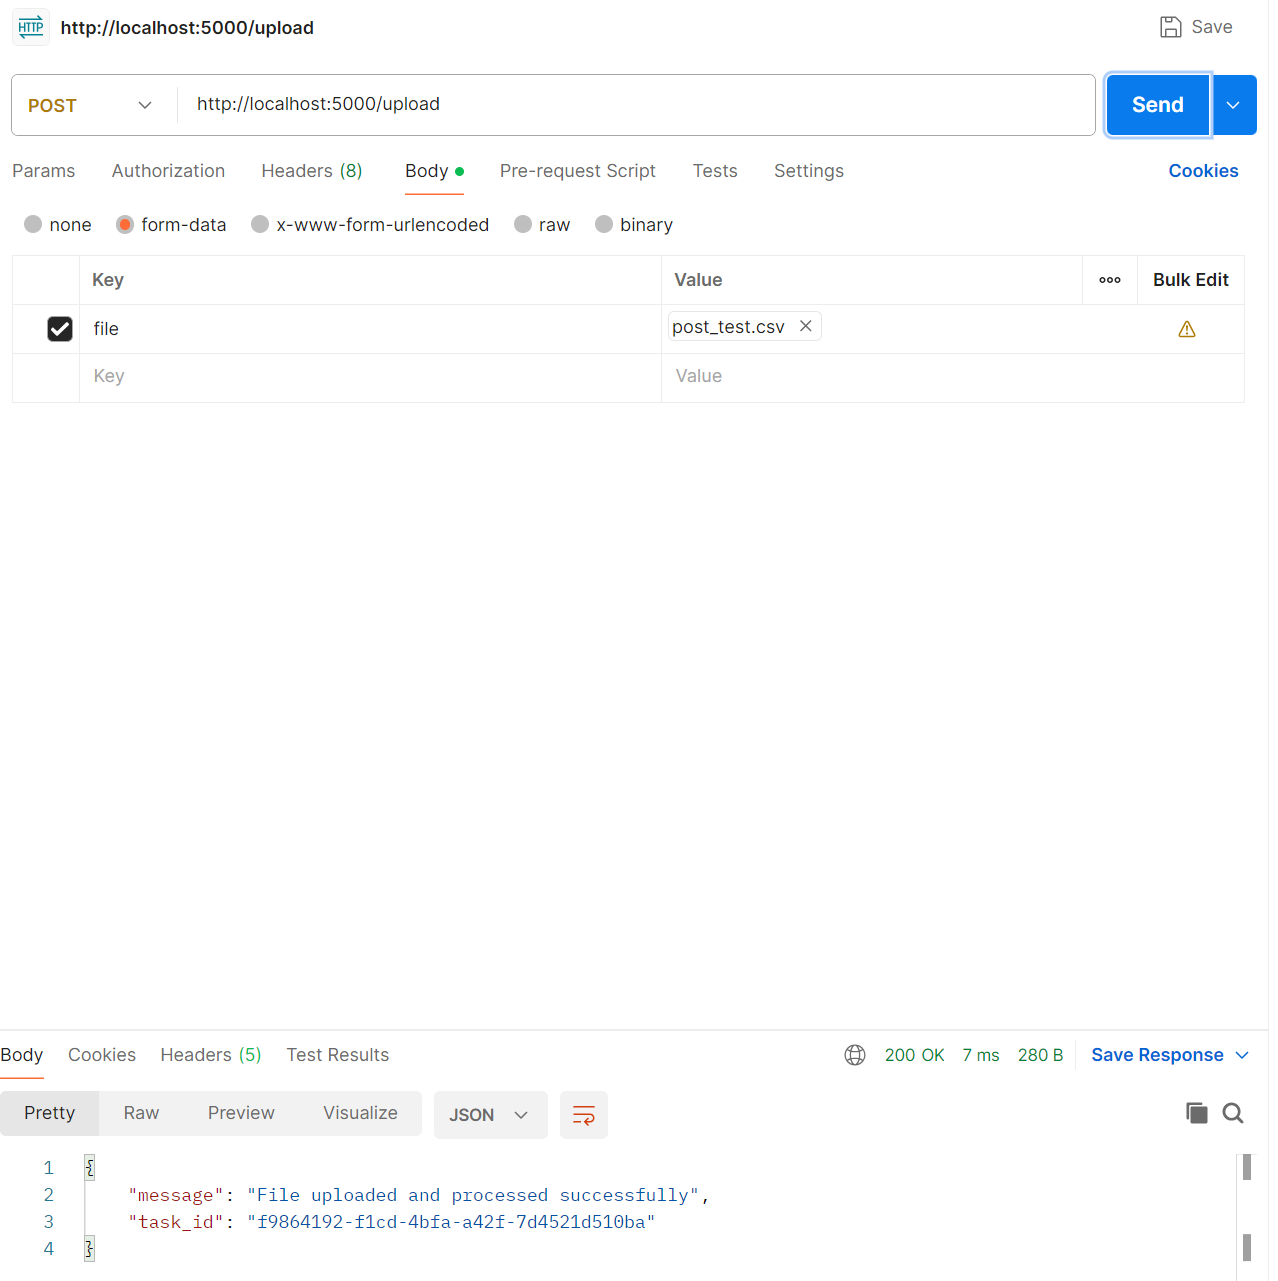 HTTP http://localhost:5000/upload Save
POST http://localhost:5000/upload Send
Params Authorization Headers (8) Body Pre-request Script Tests Settings Cookies
none form-data x-www-form-urlencoded raw binary
Key Value Bulk Edit
file post_test.csv
Key Value
Body Cookies Headers (5) Test Results 200 OK 7 ms 280 B Save Response
Pretty Raw Preview Visualize JSON
1 {
2 "message": "File uploaded and processed successfully",
3 "task_id": "f9864192-f1cd-4bfa-a42f-7d4521d510ba"
4 }